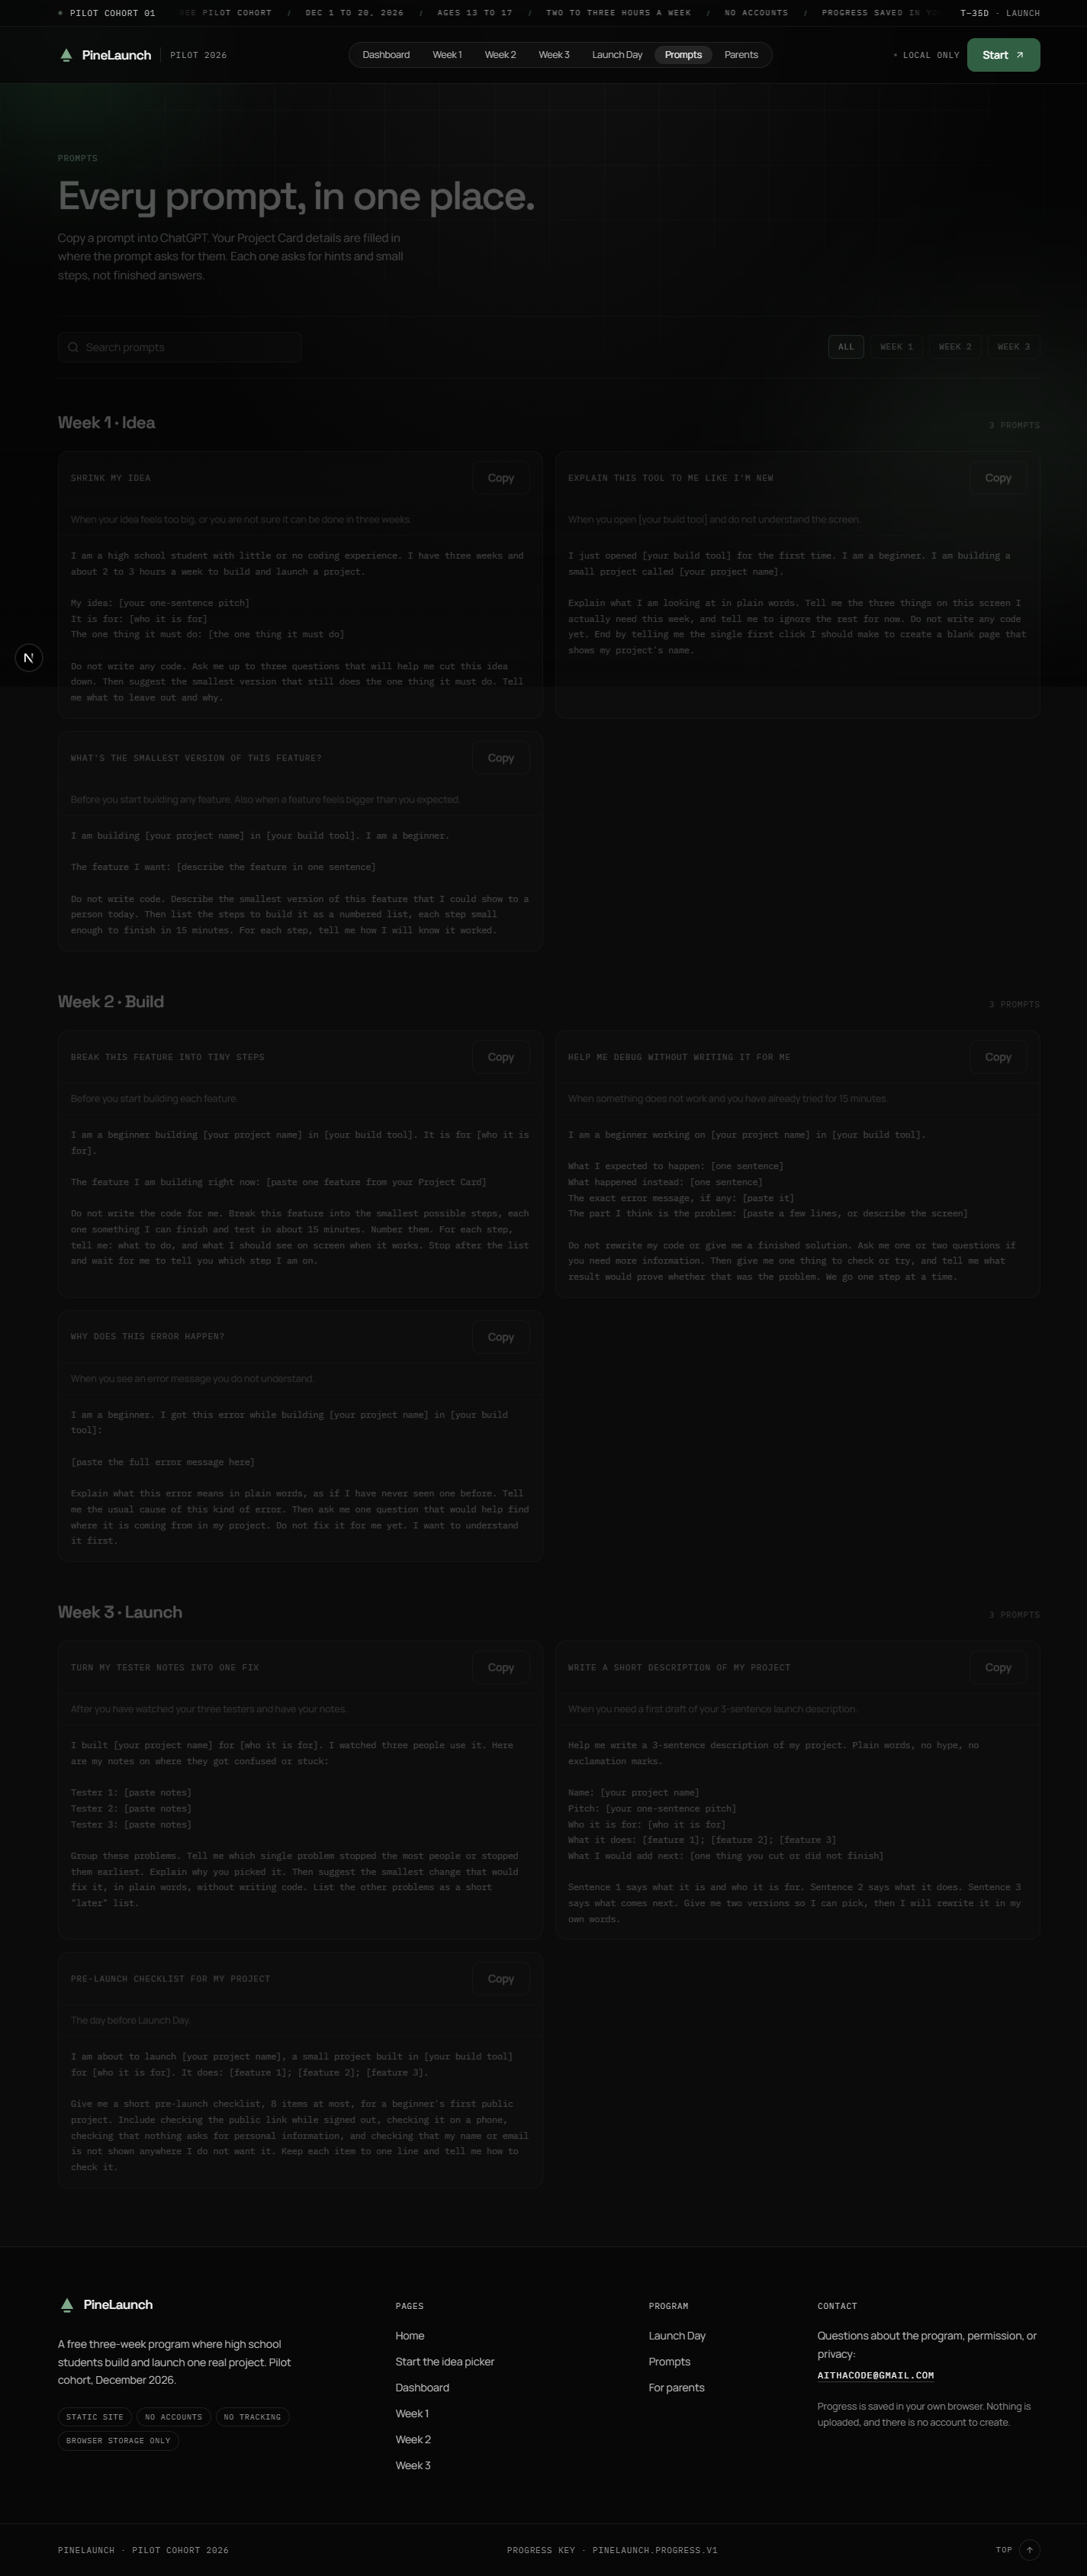 PILOT COHORT 01
PILOT COHORT / DEC 1 TO 20, 2026 / AGES 13 TO 17 / TWO TO THREE HOURS A WEEK / NO ACCOUNTS / PROGRESS SAVED IN
T−35D · LAUNCH
PineLaunch
PILOT 2026
Dashboard
Week 1
Week 2
Week 3
Launch Day
Prompts
Parents
LOCAL ONLY
Start
PROMPTS
Every prompt, in one place.
Copy a prompt into ChatGPT. Your Project Card details are filled in
where the prompt asks for them. Each one asks for hints and small
steps, not finished answers.
Search prompts
ALL
WEEK 1
WEEK 2
WEEK 3
Week 1 · Idea
3 PROMPTS
SHRINK MY IDEA
Copy
When your idea feels too big, or you are not sure it can be done in three weeks.
I am a high school student with little or no coding experience. I have three weeks and
about 2 to 3 hours a week to build and launch a project.
My idea: [your one-sentence pitch]
It is for: [who it is for]
The one thing it must do: [the one thing it must do]
Do not write any code. Ask me up to three questions that will help me cut this idea
down. Then suggest the smallest version that still does the one thing it must do. Tell
me what to leave out and why.
EXPLAIN THIS TOOL TO ME LIKE I'M NEW
Copy
When you open [your build tool] and do not understand the screen.
I just opened [your build tool] for the first time. I am a beginner. I am building a
small project called [your project name].
Explain what I am looking at in plain words. Tell me the three things on this screen I
actually need this week, and tell me to ignore the rest for now. Do not write any code
yet. End by telling me the single first click I should make to create a blank page that
shows my project's name.
WHAT'S THE SMALLEST VERSION OF THIS FEATURE?
Copy
Before you start building any feature. Also when a feature feels bigger than you expected.
I am building [your project name] in [your build tool]. I am a beginner.
The feature I want: [describe the feature in one sentence]
Do not write code. Describe the smallest version of this feature that I could show to a
person today. Then list the steps to build it as a numbered list, each step small
enough to finish in 15 minutes. For each step, tell me how I will know it worked.
Week 2 · Build
3 PROMPTS
BREAK THIS FEATURE INTO TINY STEPS
Copy
Before you start building each feature.
I am a beginner building [your project name] in [your build tool]. It is for [who it is
for].
The feature I am building right now: [paste one feature from your Project Card]
Do not write the code for me. Break this feature into the smallest possible steps, each
one something I can finish and test in about 15 minutes. Number them. For each step,
tell me: what to do, and what I should see on screen when it works. Stop after the list
and wait for me to tell you which step I am on.
HELP ME DEBUG WITHOUT WRITING IT FOR ME
Copy
When something does not work and you have already tried for 15 minutes.
I am a beginner working on [your project name] in [your build tool].
What I expected to happen: [one sentence]
What happened instead: [one sentence]
The exact error message, if any: [paste it]
The part I think is the problem: [paste a few lines, or describe the screen]
Do not rewrite my code or give me a finished solution. Ask me one or two questions if
you need more information. Then give me one thing to check or try, and tell me what
result would prove whether that was the problem. We go one step at a time.
WHY DOES THIS ERROR HAPPEN?
Copy
When you see an error message you do not understand.
I am a beginner. I got this error while building [your project name] in [your build
tool]:
[paste the full error message here]
Explain what this error means in plain words, as if I have never seen one before. Tell
me the usual cause of this kind of error. Then ask me one question that would help find
where it is coming from in my project. Do not fix it for me yet. I want to understand
it first.
Week 3 · Launch
3 PROMPTS
TURN MY TESTER NOTES INTO ONE FIX
Copy
After you have watched your three testers and have your notes.
I built [your project name] for [who it is for]. I watched three people use it. Here
are my notes on where they got confused or stuck:
Tester 1: [paste notes]
Tester 2: [paste notes]
Tester 3: [paste notes]
Group these problems. Tell me which single problem stopped the most people or stopped
them earliest. Explain why you picked it. Then suggest the smallest change that would
fix it, in plain words, without writing code. List the other problems as a short
"later" list.
WRITE A SHORT DESCRIPTION OF MY PROJECT
Copy
When you need a first draft of your 3-sentence launch description.
Help me write a 3-sentence description of my project. Plain words, no hype, no
exclamation marks.
Name: [your project name]
Pitch: [your one-sentence pitch]
Who it is for: [who it is for]
What it does: [feature 1]; [feature 2]; [feature 3]
What I would add next: [one thing you cut or did not finish]
Sentence 1 says what it is and who it is for. Sentence 2 says what it does. Sentence 3
says what comes next. Give me two versions so I can pick, then I will rewrite it in my
own words.
PRE-LAUNCH CHECKLIST FOR MY PROJECT
Copy
The day before Launch Day.
I am about to launch [your project name], a small project built in [your build tool]
for [who it is for]. It does: [feature 1]; [feature 2]; [feature 3].
Give me a short pre-launch checklist, 8 items at most, for a beginner's first public
project. Include checking the public link while signed out, checking it on a phone,
checking that nothing asks for personal information, and checking that my name or email
is not shown anywhere I do not want it. Keep each item to one line and tell me how to
check it.
PineLaunch
A free three-week program where high school
students build and launch one real project. Pilot
cohort, December 2026.
STATIC SITE
NO ACCOUNTS
NO TRACKING
BROWSER STORAGE ONLY
PAGES
Home
Start the idea picker
Dashboard
Week 1
Week 2
Week 3
PROGRAM
Launch Day
Prompts
For parents
CONTACT
Questions about the program, permission, or
privacy:
AITHACODE@GMAIL.COM
Progress is saved in your own browser. Nothing is
uploaded, and there is no account to create.
PINELAUNCH · PILOT COHORT 2026
PROGRESS KEY · PINELAUNCH.PROGRESS.V1
TOP